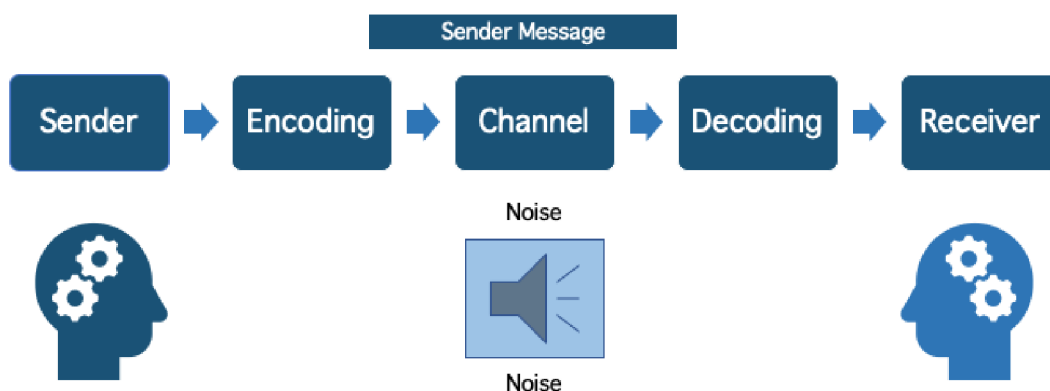 Sender Message
Sender
Encoding
Channel
Decoding
Receiver
Noise
Noise